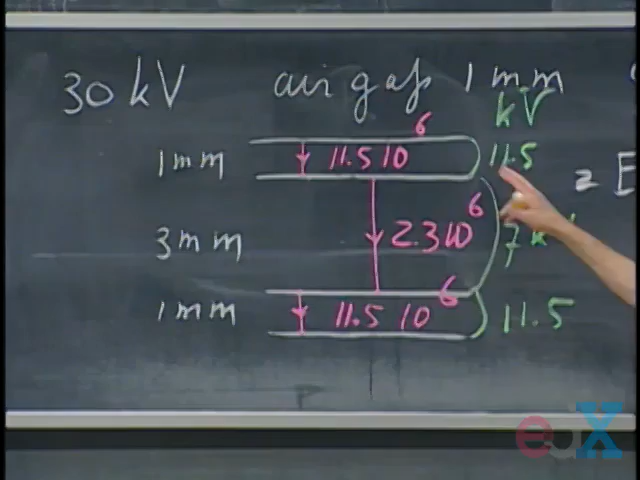 30 kV air gap 1 mm
kV
1 mm 11.5 10^6 11.5
= E
3 mm 2.3 10^6 7
1 mm 11.5 10^6 11.5
edX